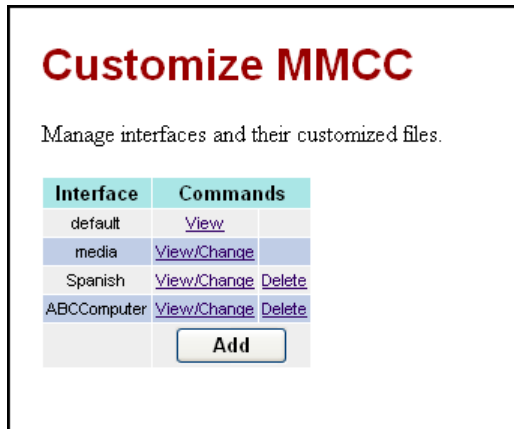 Customize MMCC
Manage interfaces and their customized files.
Interface Commands
default View
media View/Change
Spanish View/Change Delete
ABCComputer View/Change Delete
Add